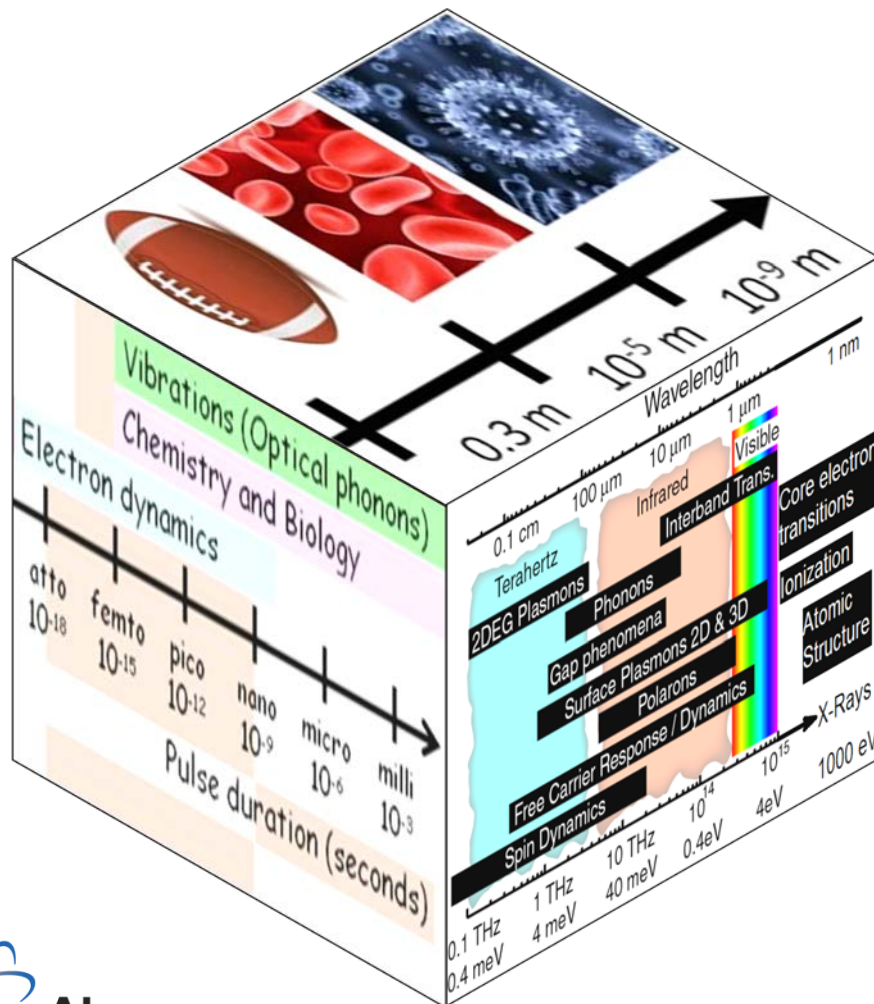 0.3 m
10⁻⁵ m
10⁻⁹ m
Vibrations (Optical phonons)
Chemistry and Biology
Electron dynamics
atto
10⁻¹⁸
femto
10⁻¹⁵
pico
10⁻¹²
nano
10⁻⁹
micro
10⁻⁶
milli
10⁻³
Pulse duration (seconds)
Wavelength
0.1 cm
100 μm
10 μm
1 μm
1 nm
Terahertz
Infrared
Visible
2DEG Plasmons
Phonons
Interband Trans.
Core electron
transitions
Gap phenomena
Ionization
Surface Plasmons 2D & 3D
Atomic
Structure
Polarons
Free Carrier Response / Dynamics
Spin Dynamics
X-Rays
0.1 THz
0.4 meV
1 THz
4 meV
10 THz
40 meV
10¹⁴
0.4eV
10¹⁵
4eV
1000 eV